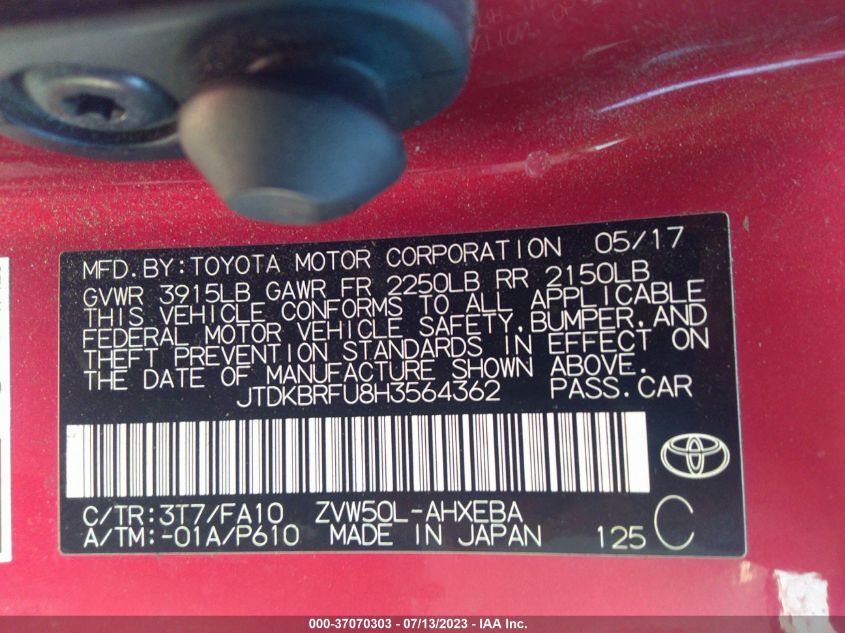 MFD.BY:TOYOTA MOTOR CORPORATION 05/17
GVWR 3915LB GAWR FR 2250LB RR 2150LB
THIS VEHICLE CONFORMS TO ALL APPLICABLE
FEDERAL MOTOR VEHICLE SAFETY,BUMPER,AND
THEFT PREVENTION STANDARDS IN EFFECT ON
THE DATE OF MANUFACTURE SHOWN ABOVE.
JTDKBRFU8H3564362 PASS.CAR
C/TR:3T7/FA10 ZVW50L-AHXEBA
A/TM:-01A/P610 MADE IN JAPAN 125 C
000-37070303 - 07/13/2023 - IAA Inc.